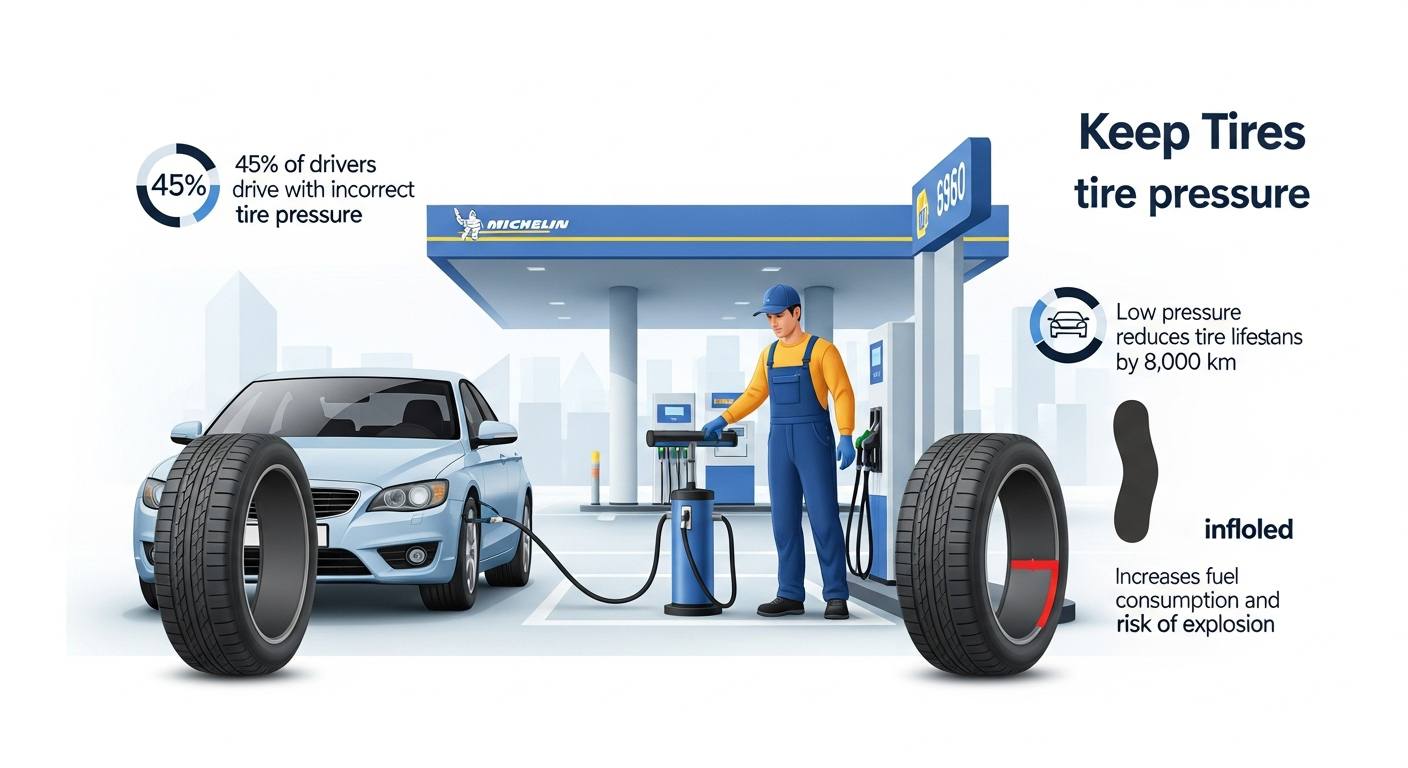 Keep Tires
tire pressure
45%
45% of drivers
drive with incorrect
tire pressure
MICHELIN
6960
Low pressure
reduces tire lifestans
by 8,000 km
infloled
Increases fuel
consumption and
risk of explosion